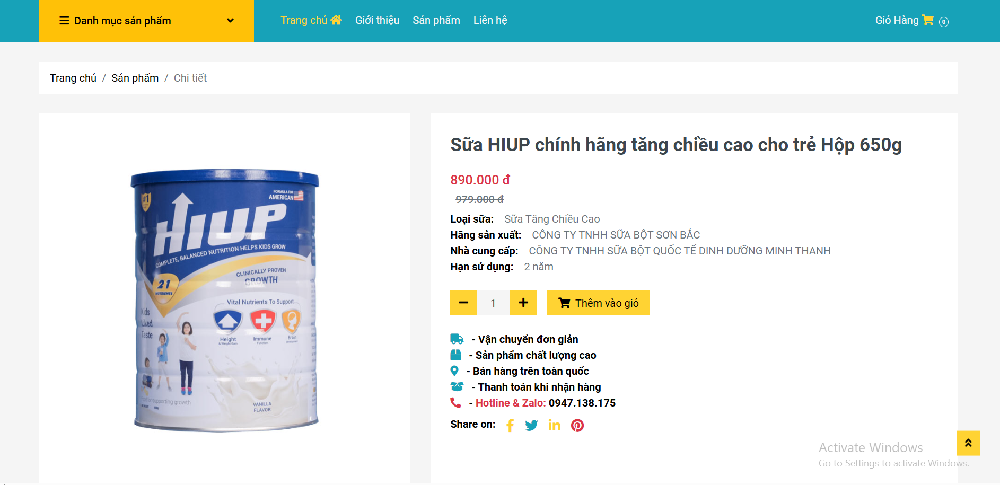 Danh mục sản phẩm
Trang chủ
Giới thiệu
Sản phẩm
Liên hệ
Giỏ Hàng 0
Trang chủ / Sản phẩm / Chi tiết
#1
FORMULA FOR
AMERICAN
HIUP
COMPLETE, BALANCED NUTRITION HELPS KIDS GROW
CLINICALLY PROVEN
GROWTH
21
NUTRIENTS
Vital Nutrients To Support
Kids
Liked
Taste
Height
& Weight Gain
Immune
Function
Brain
Development
Food for supporting growth
VANILLA
FLAVOR
Sữa HIUP chính hãng tăng chiều cao cho trẻ Hộp 650g
890.000 đ
979.000 đ
Loại sữa: Sữa Tăng Chiều Cao
Hãng sản xuất: CÔNG TY TNHH SỮA BỘT SƠN BẮC
Nhà cung cấp: CÔNG TY TNHH SỮA BỘT QUỐC TẾ DINH DƯỠNG MINH THANH
Hạn sử dụng: 2 năm
1
Thêm vào giỏ
- Vận chuyển đơn giản
- Sản phẩm chất lượng cao
- Bán hàng trên toàn quốc
- Thanh toán khi nhận hàng
- Hotline & Zalo: 0947.138.175
Share on:
Activate Windows
Go to Settings to activate Windows.